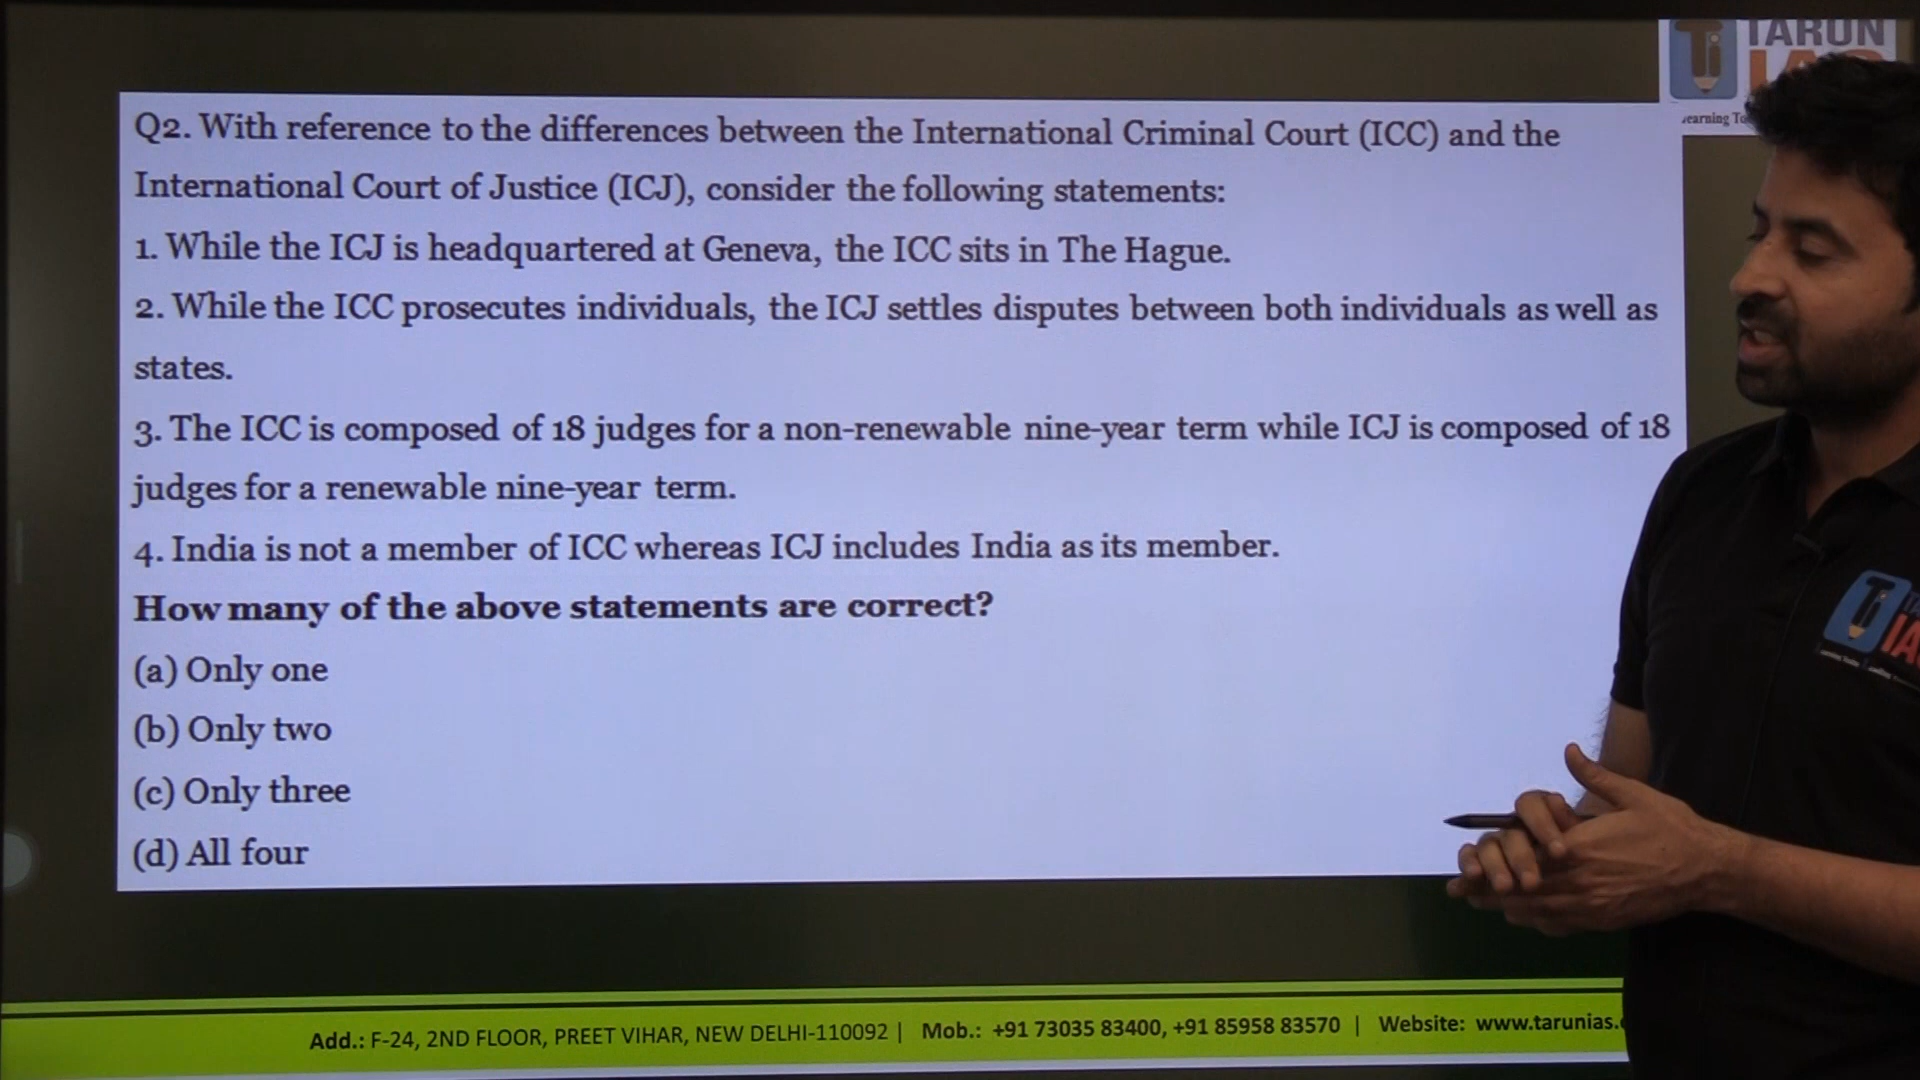 TARUN
IAS
Learning To
Q2. With reference to the differences between the International Criminal Court (ICC) and the
International Court of Justice (ICJ), consider the following statements:
1. While the ICJ is headquartered at Geneva, the ICC sits in The Hague.
2. While the ICC prosecutes individuals, the ICJ settles disputes between both individuals as well as
states.
3. The ICC is composed of 18 judges for a non-renewable nine-year term while ICJ is composed of 18
judges for a renewable nine-year term.
4. India is not a member of ICC whereas ICJ includes India as its member.
How many of the above statements are correct?
(a) Only one
(b) Only two
(c) Only three
(d) All four
Add.: F-24, 2ND FLOOR, PREET VIHAR, NEW DELHI-110092 | Mob.: +91 73035 83400, +91 85958 83570 | Website: www.tarunias.